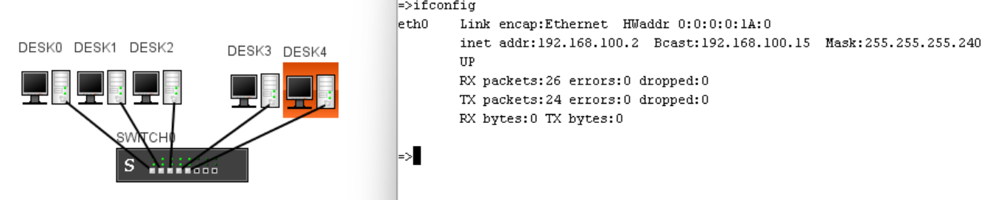 DESK0 DESK1 DESK2 DESK3 DESK4
SWITCH0
S
=>ifconfig
eth0 Link encap:Ethernet HWaddr 0:0:0:0:1A:0
inet addr:192.168.100.2 Bcast:192.168.100.15 Mask:255.255.255.240
UP
RX packets:26 errors:0 dropped:0
TX packets:24 errors:0 dropped:0
RX bytes:0 TX bytes:0
=>